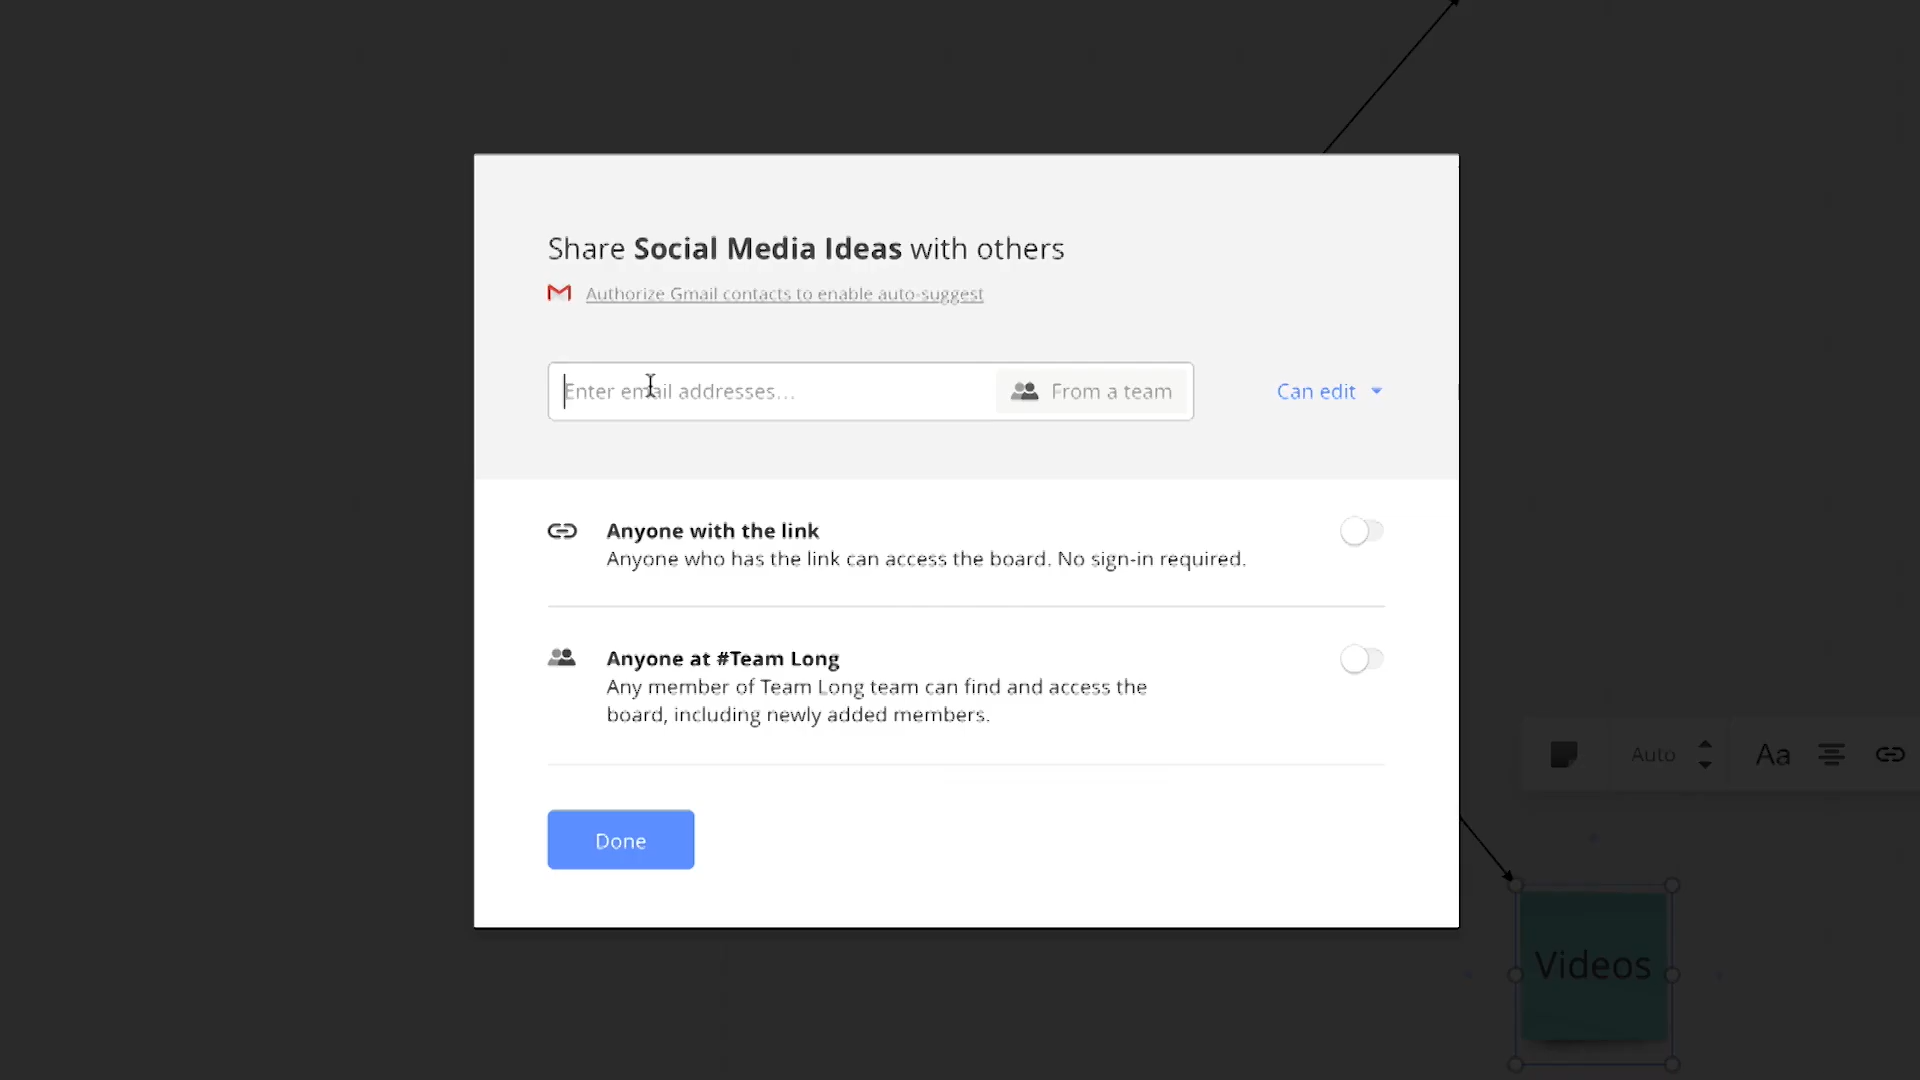 Share Social Media Ideas with others
Authorize Gmail contacts to enable auto-suggest
Enter email addresses...
From a team
Can edit
Anyone with the link
Anyone who has the link can access the board. No sign-in required.
Anyone at #Team Long
Any member of Team Long team can find and access the
board, including newly added members.
Auto
Aa
Done
Videos